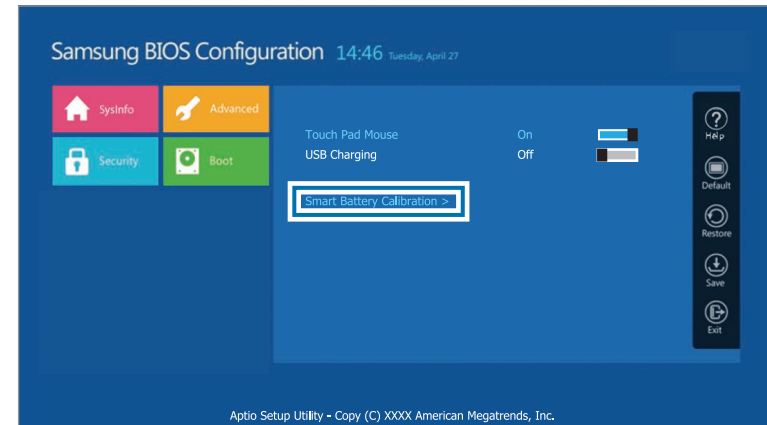 Samsung BIOS Configuration 14:46 Tuesday, April 27
SysInfo
Advanced
Security
Boot
Touch Pad Mouse On
USB Charging Off
Smart Battery Calibration >
Help
Default
Restore
Save
Exit
Aptio Setup Utility - Copy (C) XXXX American Megatrends, Inc.